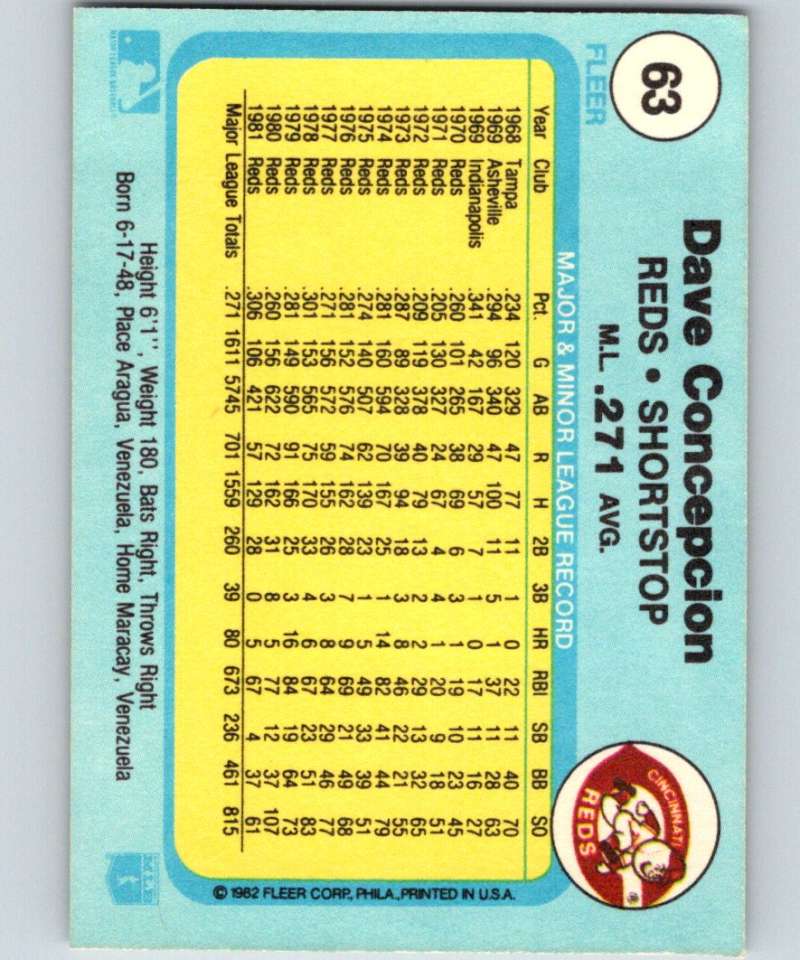 63
FLEER
Dave Concepcion
REDS • SHORTSTOP
M.L. .271 AVG.
CINCINNATI
REDS
MAJOR & MINOR LEAGUE RECORD
Year Club Pct. G AB R H 2B 3B HR RBI SB BB SO
1968 Tampa .234 120 329 47 77 11 1 0 22 11 40 70
1969 Asheville .294 96 340 47 100 11 5 1 37 11 28 63
1969 Indianapolis .341 42 167 29 57 7 1 0 17 11 16 27
1970 Reds .260 101 265 38 69 6 3 1 19 10 23 45
1971 Reds .205 130 327 24 67 4 4 1 20 9 18 51
1972 Reds .209 119 378 40 79 13 2 2 29 13 32 65
1973 Reds .287 89 328 39 94 18 3 8 46 22 21 55
1974 Reds .281 160 594 70 167 25 1 14 82 41 44 79
1975 Reds .274 140 507 62 139 23 1 5 49 33 39 51
1976 Reds .281 152 576 74 162 28 7 9 69 21 49 68
1977 Reds .271 156 572 59 155 26 3 8 64 29 46 77
1978 Reds .301 153 565 75 170 33 4 6 67 23 51 83
1979 Reds .281 149 590 91 166 25 3 16 84 19 64 73
1980 Reds .260 156 622 72 162 31 8 5 77 12 37 107
1981 Reds .306 106 421 57 129 28 0 5 67 4 37 61
Major League Totals .271 1611 5745 701 1559 260 39 80 673 236 461 815
© 1982 FLEER CORP., PHILA., PRINTED IN U.S.A.
Height 6'1", Weight 180, Bats Right, Throws Right
Born 6-17-48, Place Aragua, Venezuela, Home Maracay, Venezuela